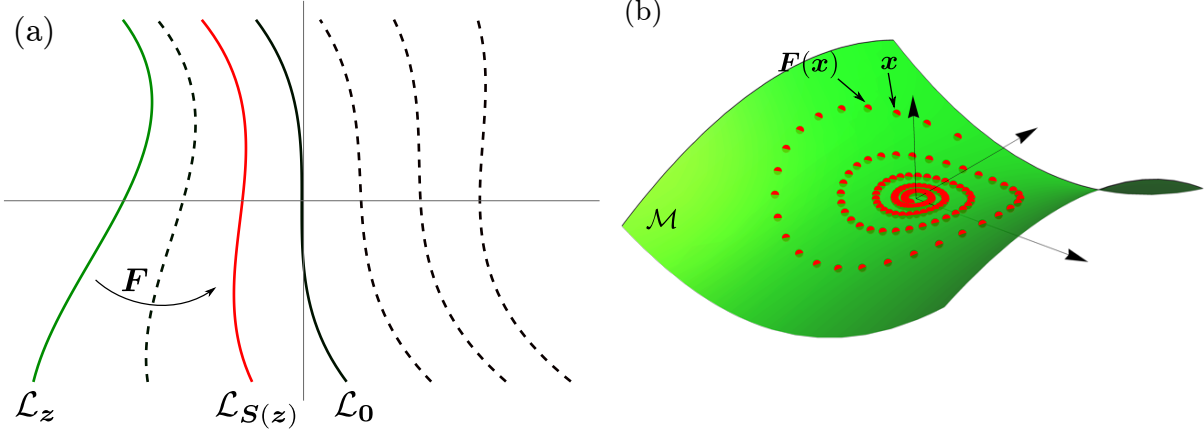 (a)
F
ℒ_z
ℒ_S(z)
ℒ_0
(b)
F(x)
x
ℳ